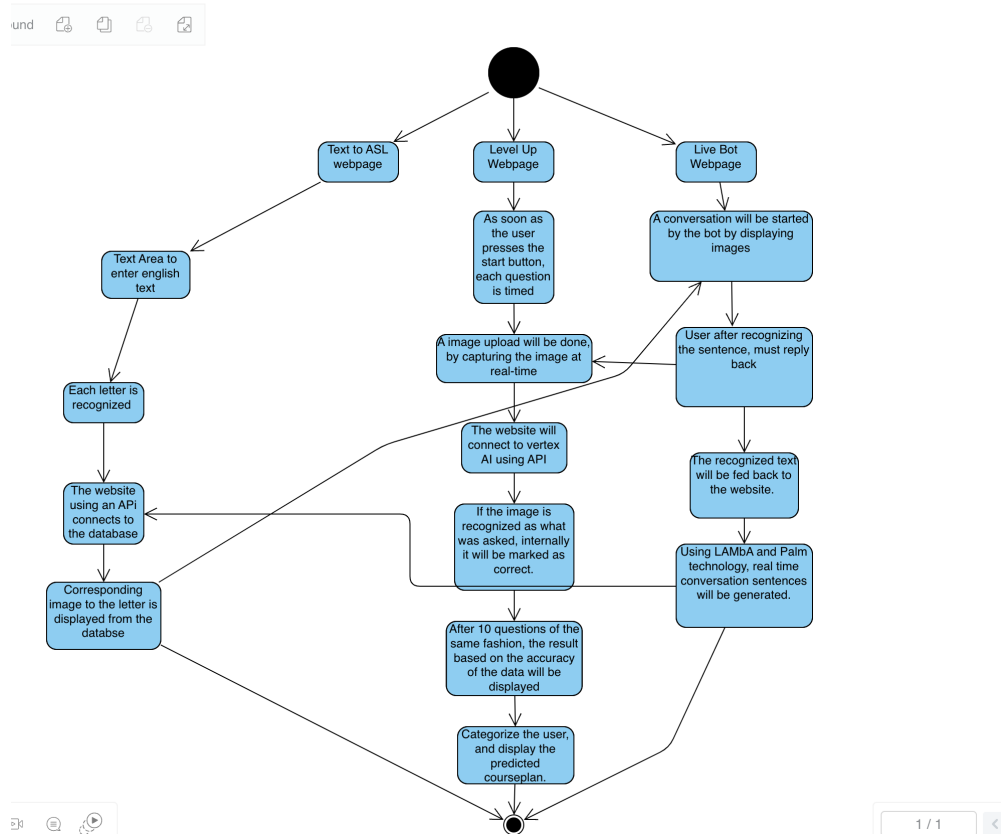 und
Text to ASL
webpage
Level Up
Webpage
Live Bot
Webpage
As soon as
the user
presses the
start button,
each question
is timed
A conversation will be started
by the bot by displaying
images
Text Area to
enter english
text
A image upload will be done,
by capturing the image at
real-time
User after recognizing
the sentence, must reply
back
Each letter is
recognized
The website will
connect to vertex
AI using API
The recognized text
will be fed back to
the website.
The website
using an APi
connects to
the database
If the image is
recognized as what
was asked, internally
it will be marked as
correct.
Using LAMbA and Palm
technology, real time
conversation sentences
will be generated.
Corresponding
image to the letter is
displayed from the
databse
After 10 questions of the
same fashion, the result
based on the accuracy
of the data will be
displayed
Categorize the user,
and display the
predicted
courseplan.
1 / 1